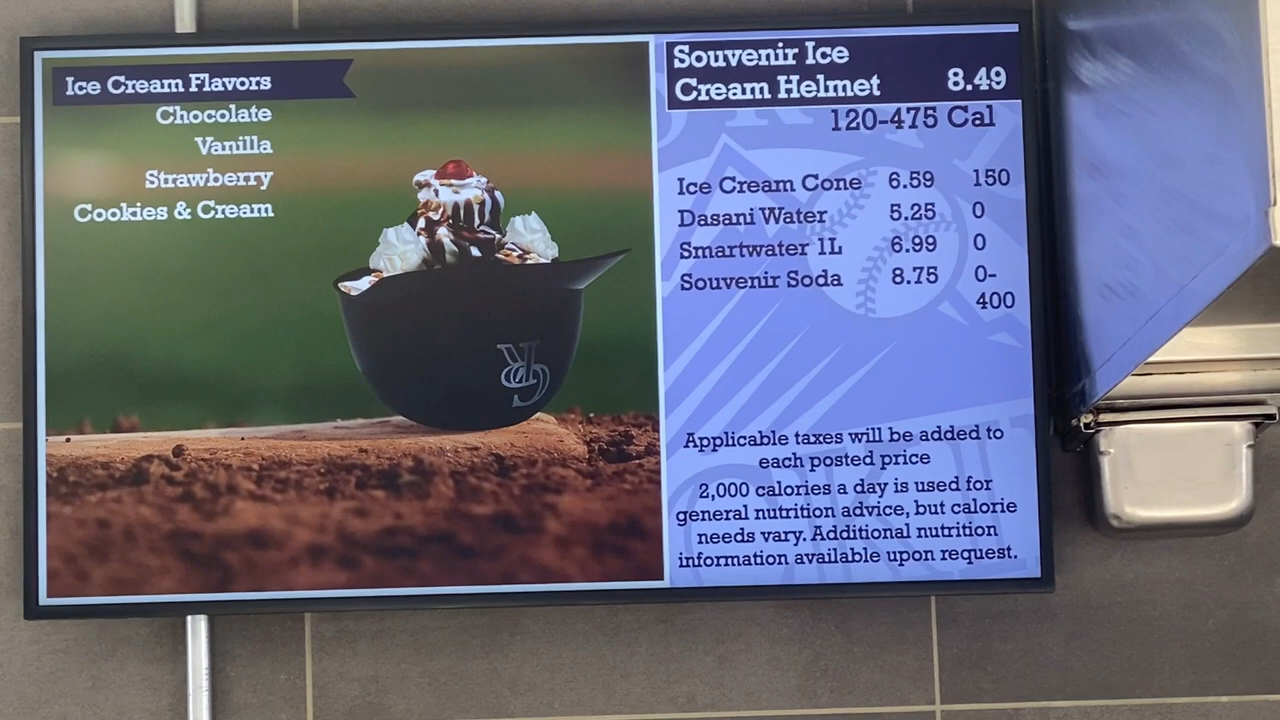 Ice Cream Flavors
Chocolate
Vanilla
Strawberry
Cookies & Cream
Souvenir Ice
Cream Helmet 8.49
120-475 Cal
Ice Cream Cone 6.59 150
Dasani Water 5.25 0
Smartwater 1L 6.99 0
Souvenir Soda 8.75 0-
400
Applicable taxes will be added to
each posted price
2,000 calories a day is used for
general nutrition advice, but calorie
needs vary. Additional nutrition
information available upon request.